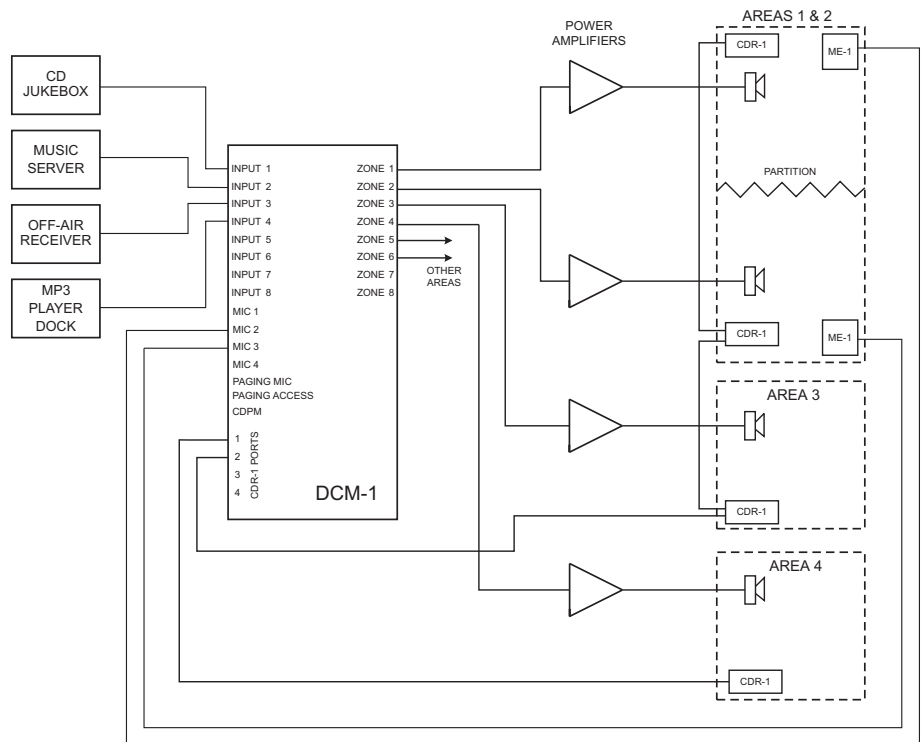 POWER
AMPLIFIERS
AREAS 1 & 2
CDR-1
ME-1
CD
JUKEBOX
MUSIC
SERVER
OFF-AIR
RECEIVER
MP3
PLAYER
DOCK
INPUT 1
INPUT 2
INPUT 3
INPUT 4
INPUT 5
INPUT 6
INPUT 7
INPUT 8
MIC 1
MIC 2
MIC 3
MIC 4
PAGING MIC
PAGING ACCESS
CDPM
1
2
3
4
CDR-1 PORTS
DCM-1
ZONE 1
ZONE 2
ZONE 3
ZONE 4
ZONE 5
ZONE 6
ZONE 7
ZONE 8
OTHER
AREAS
PARTITION
CDR-1
ME-1
AREA 3
CDR-1
AREA 4
CDR-1